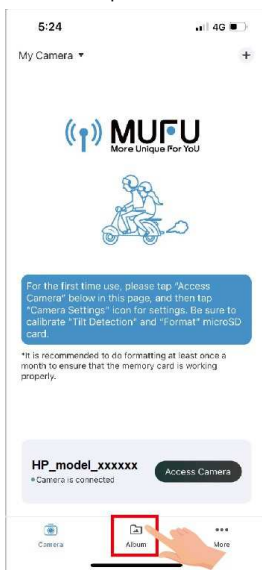 5:24 4G
My Camera ▼ +
MUFU
More Unique For YoU
For the first time use, please tap "Access
Camera" below in this page, and then tap
"Camera Settings" icon for settings. Be sure to
calibrate "Tilt Detection" and "Format" microSD
card.
*It is recommended to do formatting at least once a
month to ensure that the memory card is working
properly.
HP_model_xxxxxx
Camera is connected
Access Camera
Camera Album More